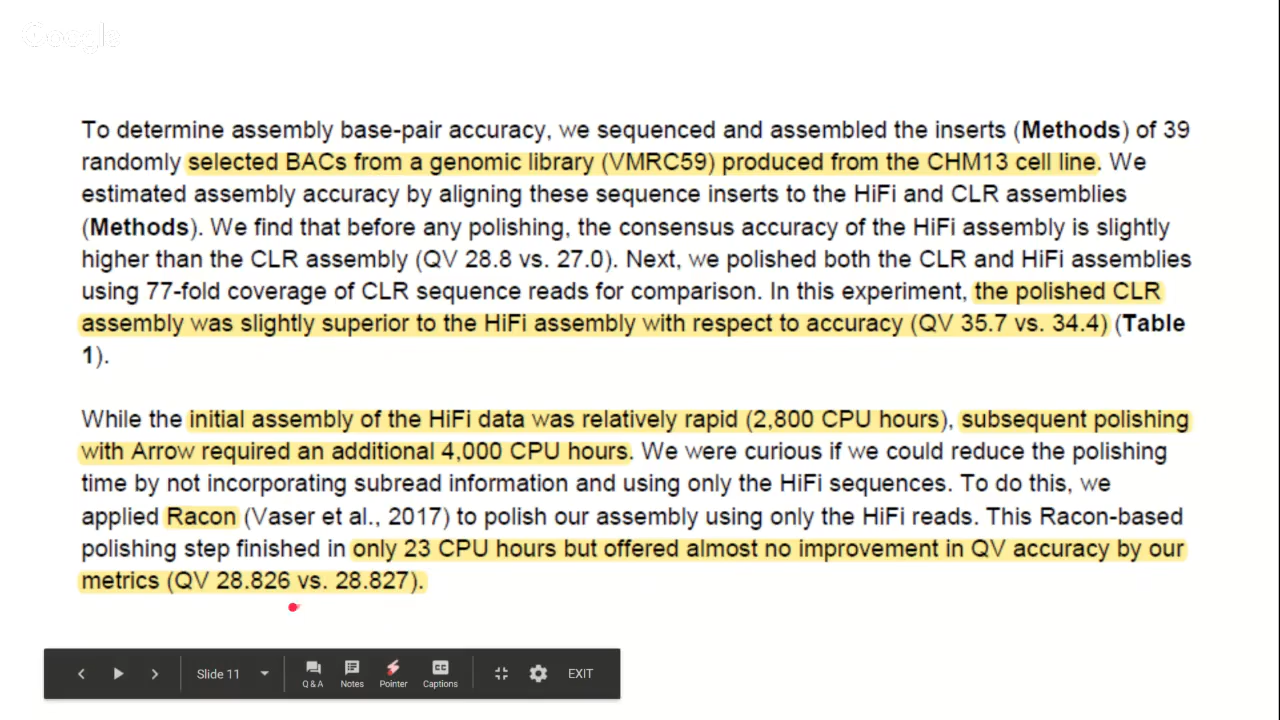 Google
To determine assembly base-pair accuracy, we sequenced and assembled the inserts (Methods) of 39
randomly selected BACs from a genomic library (VMRC59) produced from the CHM13 cell line. We
estimated assembly accuracy by aligning these sequence inserts to the HiFi and CLR assemblies
(Methods). We find that before any polishing, the consensus accuracy of the HiFi assembly is slightly
higher than the CLR assembly (QV 28.8 vs. 27.0). Next, we polished both the CLR and HiFi assemblies
using 77-fold coverage of CLR sequence reads for comparison. In this experiment, the polished CLR
assembly was slightly superior to the HiFi assembly with respect to accuracy (QV 35.7 vs. 34.4) (Table
1).
While the initial assembly of the HiFi data was relatively rapid (2,800 CPU hours), subsequent polishing
with Arrow required an additional 4,000 CPU hours. We were curious if we could reduce the polishing
time by not incorporating subread information and using only the HiFi sequences. To do this, we
applied Racon (Vaser et al., 2017) to polish our assembly using only the HiFi reads. This Racon-based
polishing step finished in only 23 CPU hours but offered almost no improvement in QV accuracy by our
metrics (QV 28.826 vs. 28.827).
Slide 11
Q & A
Notes
Pointer
CC
Captions
EXIT